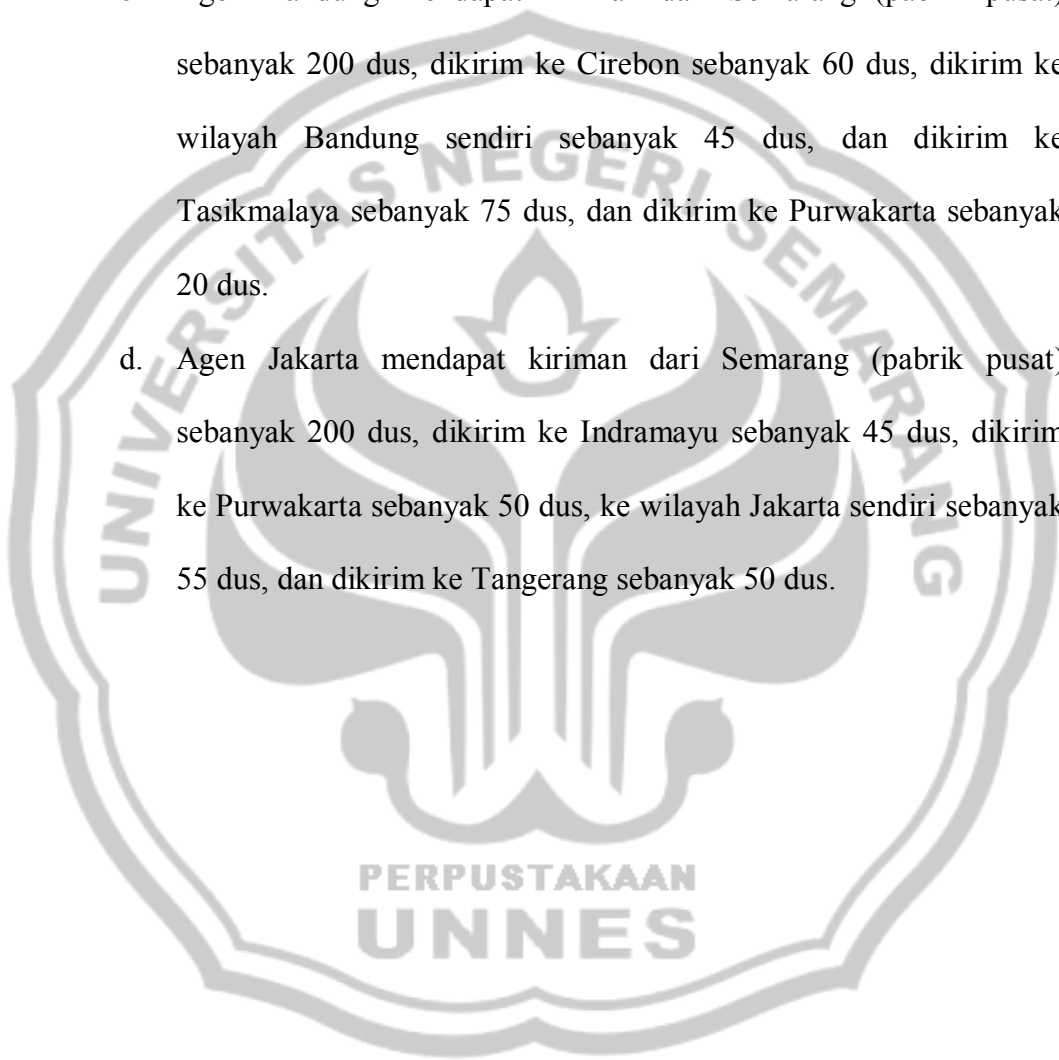 sebanyak 200 dus, dikirim ke Cirebon sebanyak 60 dus, dikirim ke
wilayah Bandung sendiri sebanyak 45 dus, dan dikirim ke
Tasikmalaya sebanyak 75 dus, dan dikirim ke Purwakarta sebanyak
20 dus.
d. Agen Jakarta mendapat kiriman dari Semarang (pabrik pusat)
sebanyak 200 dus, dikirim ke Indramayu sebanyak 45 dus, dikirim
ke Purwakarta sebanyak 50 dus, ke wilayah Jakarta sendiri sebanyak
55 dus, dan dikirim ke Tangerang sebanyak 50 dus.
UNIVERSITAS NEGERI SEMARANG
PERPUSTAKAAN
UNNES